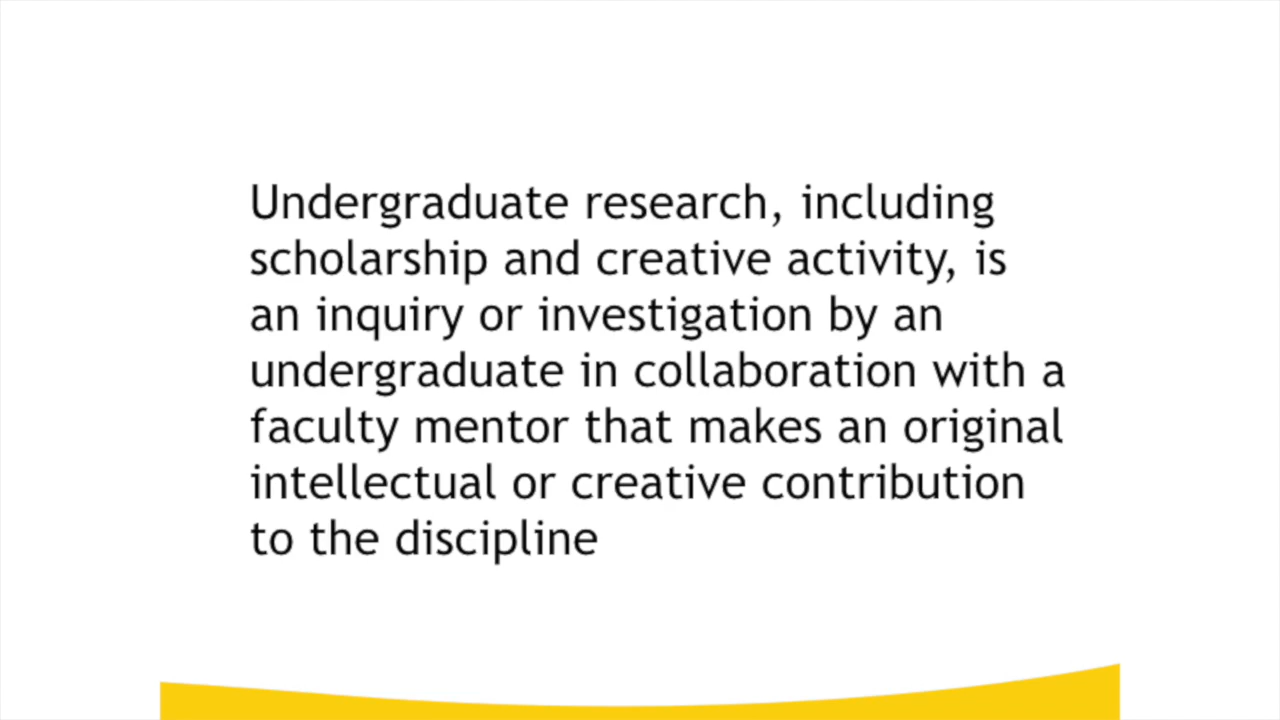 Undergraduate research, including
scholarship and creative activity, is
an inquiry or investigation by an
undergraduate in collaboration with a
faculty mentor that makes an original
intellectual or creative contribution
to the discipline